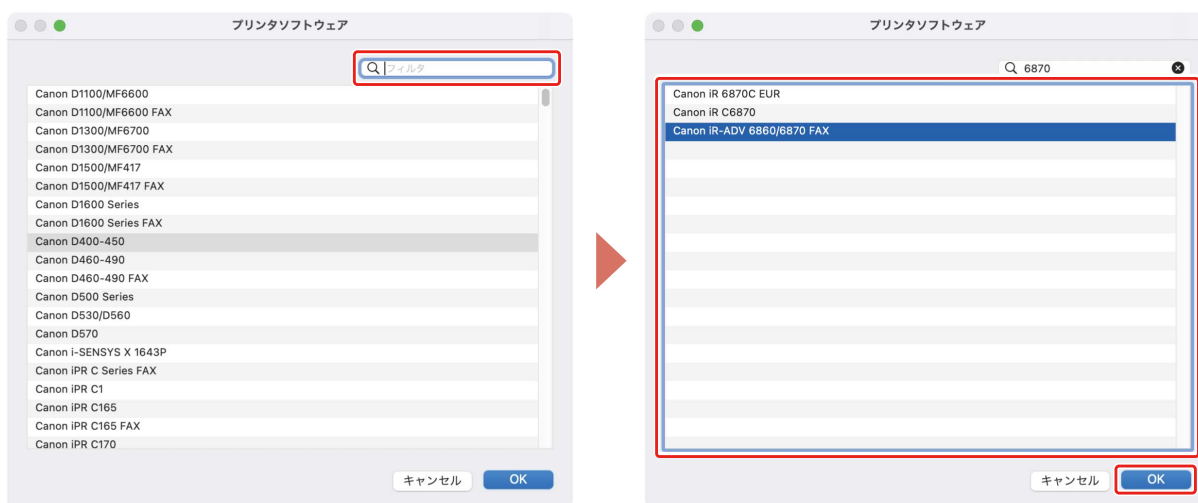 プリンタソフトウェア
フィルタ
Canon D1100/MF6600
Canon D1100/MF6600 FAX
Canon D1300/MF6700
Canon D1300/MF6700 FAX
Canon D1500/MF417
Canon D1500/MF417 FAX
Canon D1600 Series
Canon D1600 Series FAX
Canon D400-450
Canon D460-490
Canon D460-490 FAX
Canon D500 Series
Canon D530/D560
Canon D570
Canon i-SENSYS X 1643P
Canon iPR C Series FAX
Canon iPR C1
Canon iPR C165
Canon iPR C165 FAX
Canon iPR C170
キャンセル
OK
プリンタソフトウェア
6870
Canon iR 6870C EUR
Canon iR C6870
Canon iR-ADV 6860/6870 FAX
キャンセル
OK